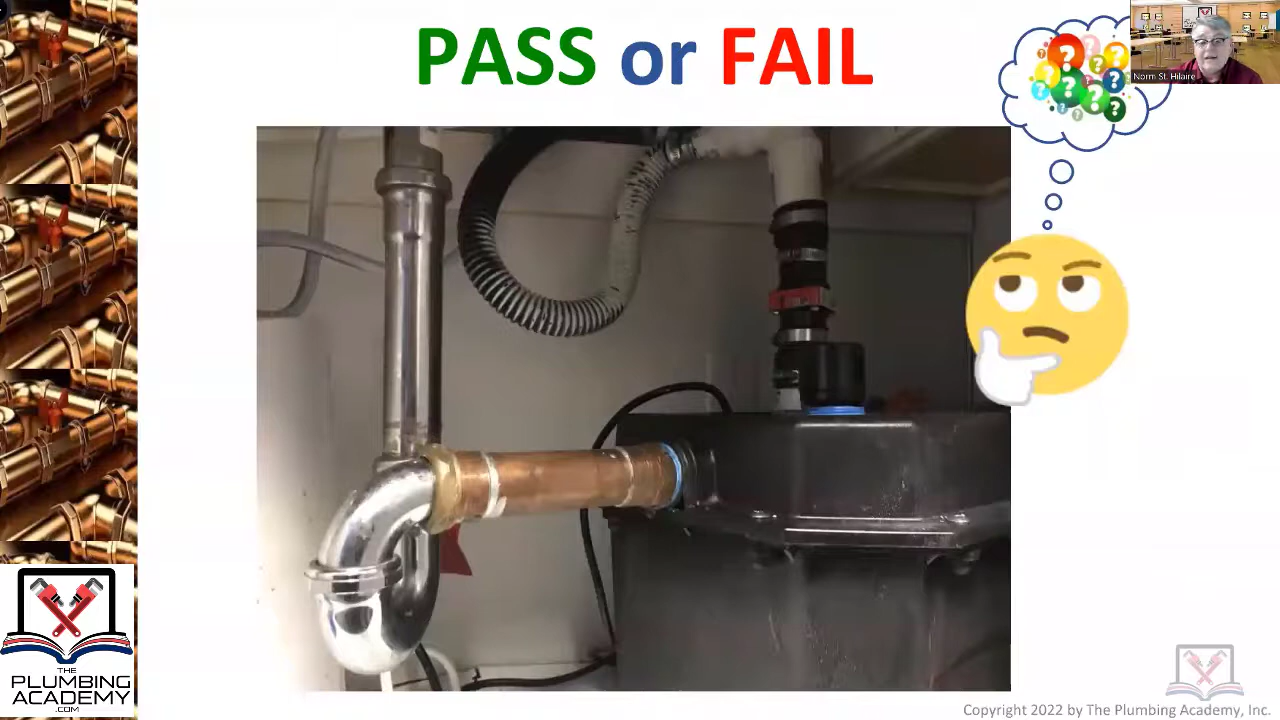 PASS or FAIL
Norm St. Hilaire
THE
PLUMBING
ACADEMY
.COM
Copyright 2022 by The Plumbing Academy, Inc.